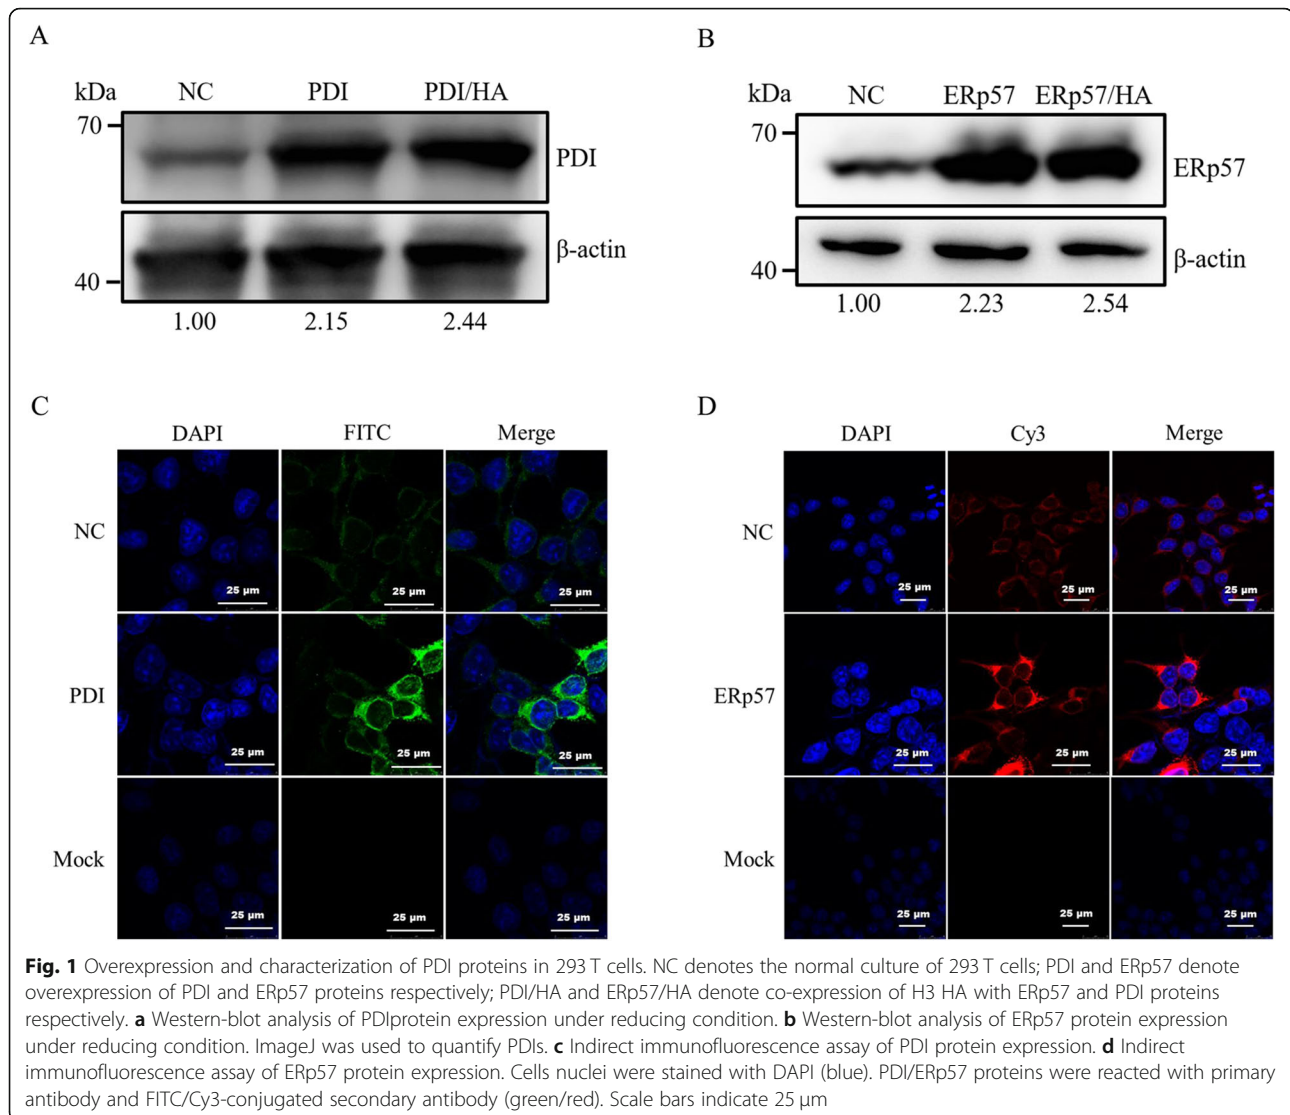 A
kDa NC PDI PDI/HA
70
PDI
β-actin
40
1.00 2.15 2.44
B
kDa NC ERp57 ERp57/HA
70
ERp57
β-actin
40
1.00 2.23 2.54
C
DAPI FITC Merge
NC
25 µm 25 µm 25 µm
PDI
25 µm 25 µm 25 µm
Mock
25 µm 25 µm 25 µm
D
DAPI Cy3 Merge
NC
25 µm 25 µm 25 µm
ERp57
25 µm 25 µm 25 µm
Mock
25 µm 25 µm 25 µm
Fig. 1 Overexpression and characterization of PDI proteins in 293 T cells. NC denotes the normal culture of 293 T cells; PDI and ERp57 denote
overexpression of PDI and ERp57 proteins respectively; PDI/HA and ERp57/HA denote co-expression of H3 HA with ERp57 and PDI proteins
respectively. a Western-blot analysis of PDIprotein expression under reducing condition. b Western-blot analysis of ERp57 protein expression
under reducing condition. ImageJ was used to quantify PDIs. c Indirect immunofluorescence assay of PDI protein expression. d Indirect
immunofluorescence assay of ERp57 protein expression. Cells nuclei were stained with DAPI (blue). PDI/ERp57 proteins were reacted with primary
antibody and FITC/Cy3-conjugated secondary antibody (green/red). Scale bars indicate 25 µm